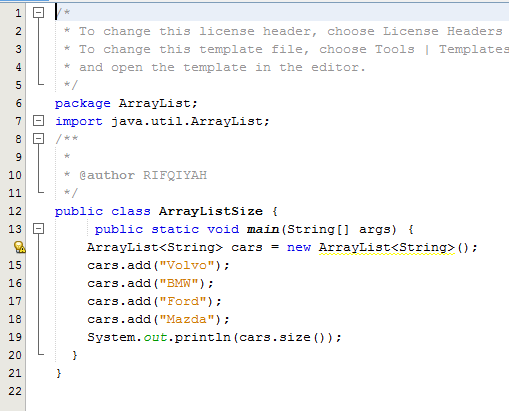 1 /*
2 * To change this license header, choose License Headers
3 * To change this template file, choose Tools | Templates
4 * and open the template in the editor.
5 */
6 package ArrayList;
7 import java.util.ArrayList;
8 /**
9 *
10 * @author RIFQIYAH
11 */
12 public class ArrayListSize {
13 public static void main(String[] args) {
ArrayList<String> cars = new ArrayList<String>();
15 cars.add("Volvo");
16 cars.add("BMW");
17 cars.add("Ford");
18 cars.add("Mazda");
19 System.out.println(cars.size());
20 }
21 }
22